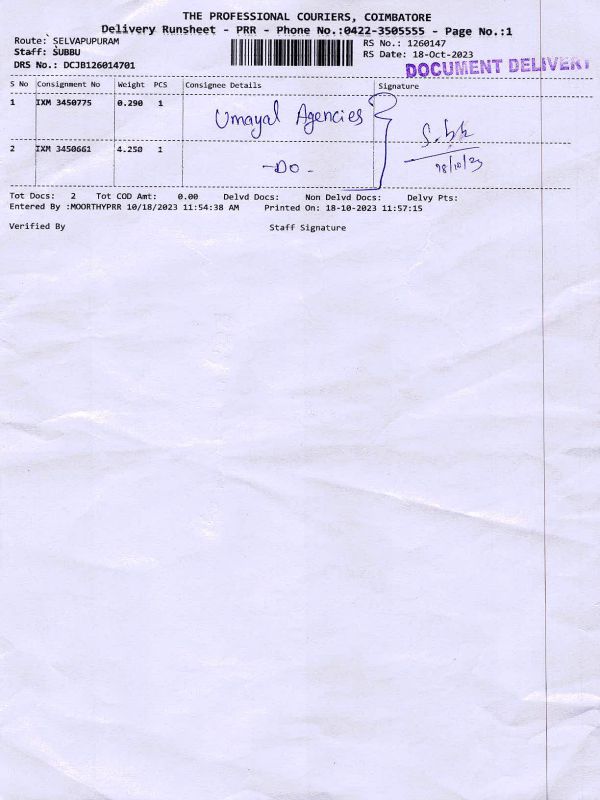 THE PROFESSIONAL COURIERS, COIMBATORE
Delivery Runsheet - PRR - Phone No.:0422-3505555 - Page No.:1
Route: SELVAPUPURAM
RS No.: 1260147
Staff: SUBBU
RS Date: 18-Oct-2023
DRS No.: DCJB126014701
DOCUMENT DELIVERY
S No Consignment No Weight PCS Consignee Details Signature
1 IXM 3450775 0.290 1 Umayal Agencies
2 IXM 3450661 4.250 1 -Do-
18/10/23
Tot Docs: 2 Tot COD Amt: 0.00 Delvd Docs: Non Delvd Docs: Delvy Pts:
Entered By :MOORTHYPRR 10/18/2023 11:54:38 AM Printed On: 18-10-2023 11:57:15
Verified By Staff Signature